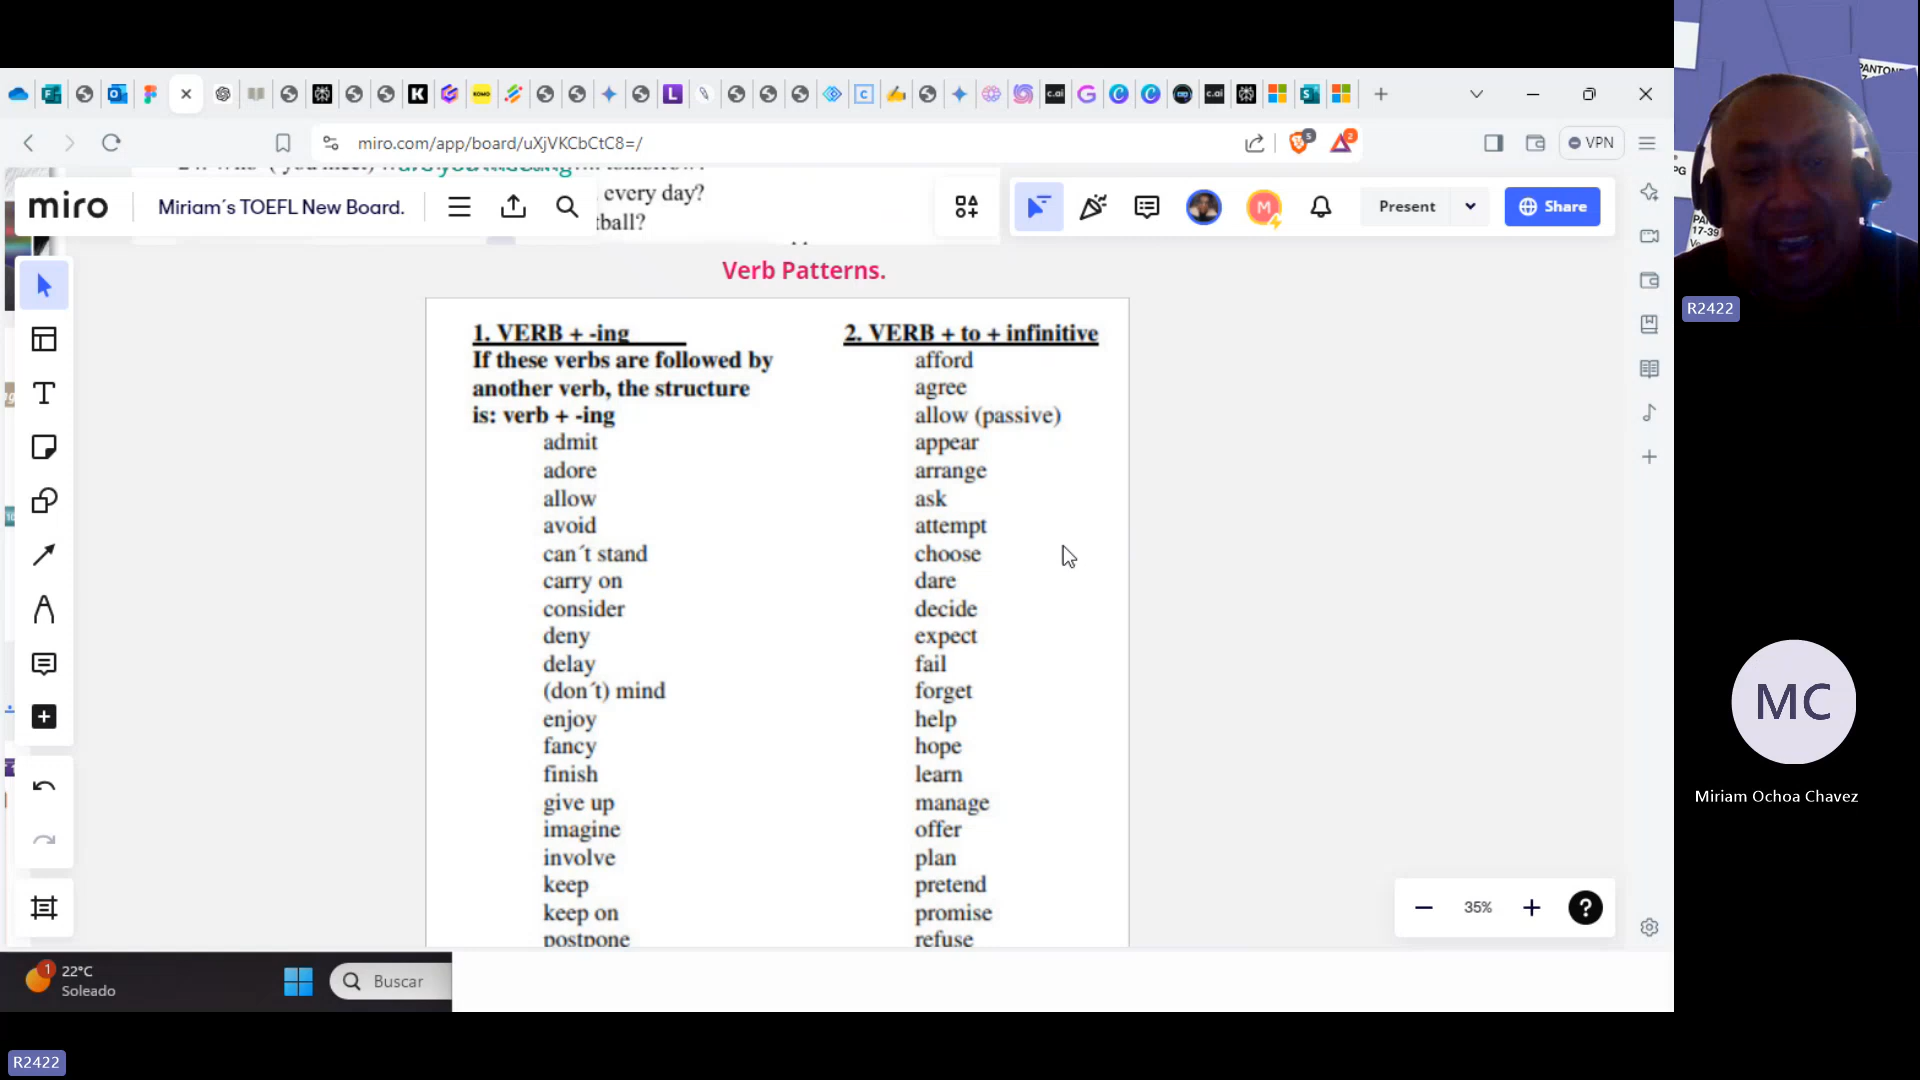 miro.com/app/board/uXjVKCbCtC8=/
VPN
every day?
tball?
miro
Miriam´s TOEFL New Board.
Present
Share
Verb Patterns.
1. VERB + -ing
If these verbs are followed by
another verb, the structure
is: verb + -ing
admit
adore
allow
avoid
can´t stand
carry on
consider
deny
delay
(don´t) mind
enjoy
fancy
finish
give up
imagine
involve
keep
keep on
postpone
2. VERB + to + infinitive
afford
agree
allow (passive)
appear
arrange
ask
attempt
choose
dare
decide
expect
fail
forget
help
hope
learn
manage
offer
plan
pretend
promise
refuse
35%
22°C
Soleado
Buscar
R2422
PANTONE
17-39
R2422
MC
Miriam Ochoa Chavez